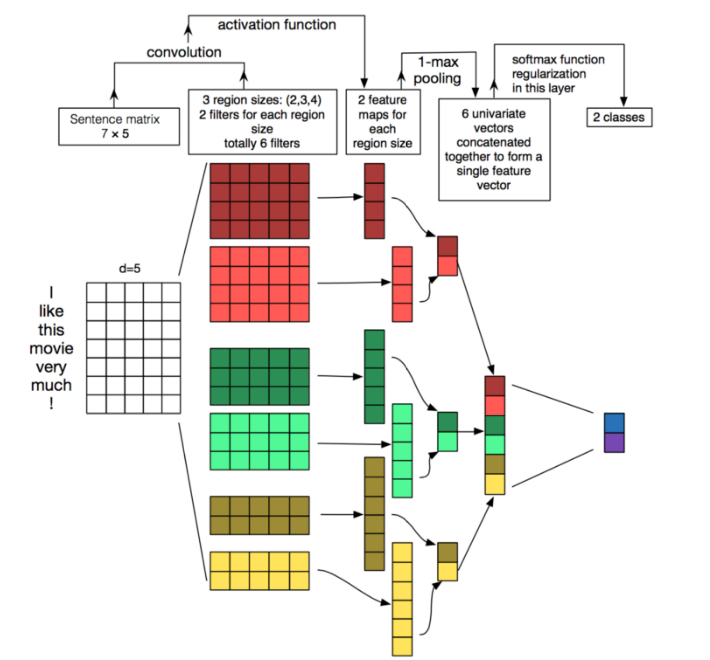 activation function
convolution
1-max
pooling
softmax function
regularization
in this layer
Sentence matrix
7 × 5
3 region sizes: (2,3,4)
2 filters for each region
size
totally 6 filters
2 feature
maps for
each
region size
6 univariate
vectors
concatenated
together to form a
single feature
vector
2 classes
d=5
I
like
this
movie
very
much
!